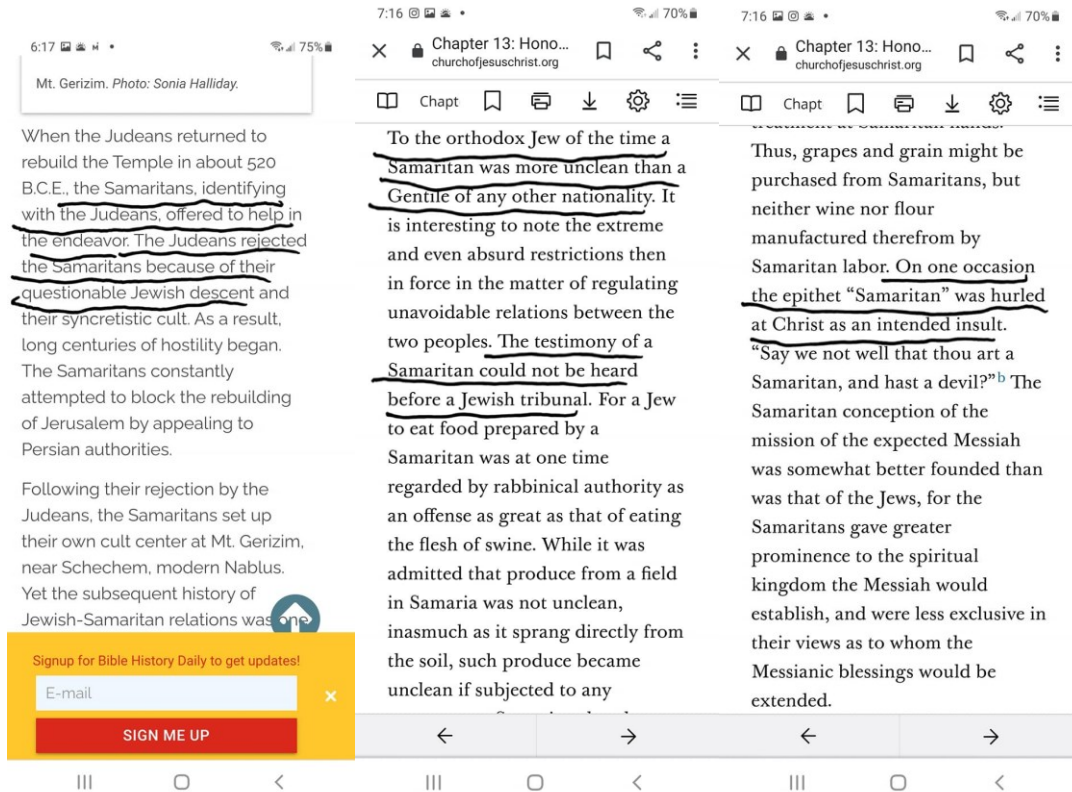 6:17
75%
Mt. Gerizim. Photo: Sonia Halliday.
When the Judeans returned to
rebuild the Temple in about 520
B.C.E., the Samaritans, identifying
with the Judeans, offered to help in
the endeavor. The Judeans rejected
the Samaritans because of their
questionable Jewish descent and
their syncretistic cult. As a result,
long centuries of hostility began.
The Samaritans constantly
attempted to block the rebuilding
of Jerusalem by appealing to
Persian authorities.
Following their rejection by the
Judeans, the Samaritans set up
their own cult center at Mt. Gerizim,
near Schechem, modern Nablus.
Yet the subsequent history of
Jewish-Samaritan relations was one
Signup for Bible History Daily to get updates!
E-mail
SIGN ME UP
7:16
70%
Chapter 13: Hono...
churchofjesuschrist.org
Chapt
To the orthodox Jew of the time a
Samaritan was more unclean than a
Gentile of any other nationality. It
is interesting to note the extreme
and even absurd restrictions then
in force in the matter of regulating
unavoidable relations between the
two peoples. The testimony of a
Samaritan could not be heard
before a Jewish tribunal. For a Jew
to eat food prepared by a
Samaritan was at one time
regarded by rabbinical authority as
an offense as great as that of eating
the flesh of swine. While it was
admitted that produce from a field
in Samaria was not unclean,
inasmuch as it sprang directly from
the soil, such produce became
unclean if subjected to any
7:16
70%
Chapter 13: Hono...
churchofjesuschrist.org
Chapt
Thus, grapes and grain might be
purchased from Samaritans, but
neither wine nor flour
manufactured therefrom by
Samaritan labor. On one occasion
the epithet “Samaritan” was hurled
at Christ as an intended insult.
“Say we not well that thou art a
Samaritan, and hast a devil?”b The
Samaritan conception of the
mission of the expected Messiah
was somewhat better founded than
was that of the Jews, for the
Samaritans gave greater
prominence to the spiritual
kingdom the Messiah would
establish, and were less exclusive in
their views as to whom the
Messianic blessings would be
extended.